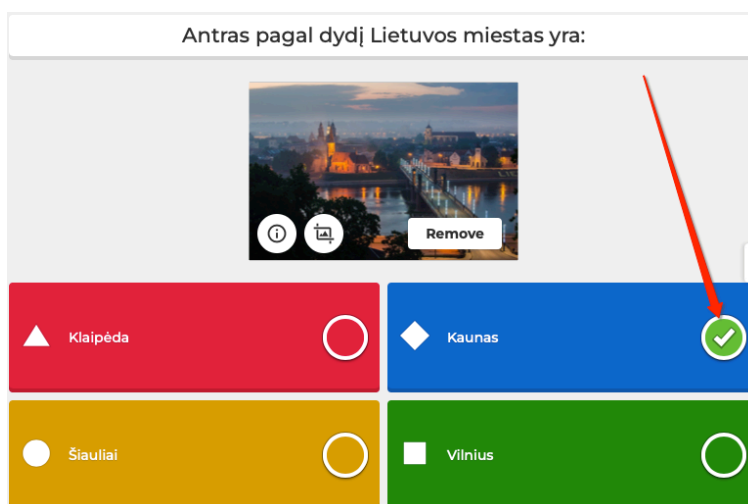 Antras pagal dydį Lietuvos miestas yra:
Remove
Klaipėda
Kaunas
Šiauliai
Vilnius